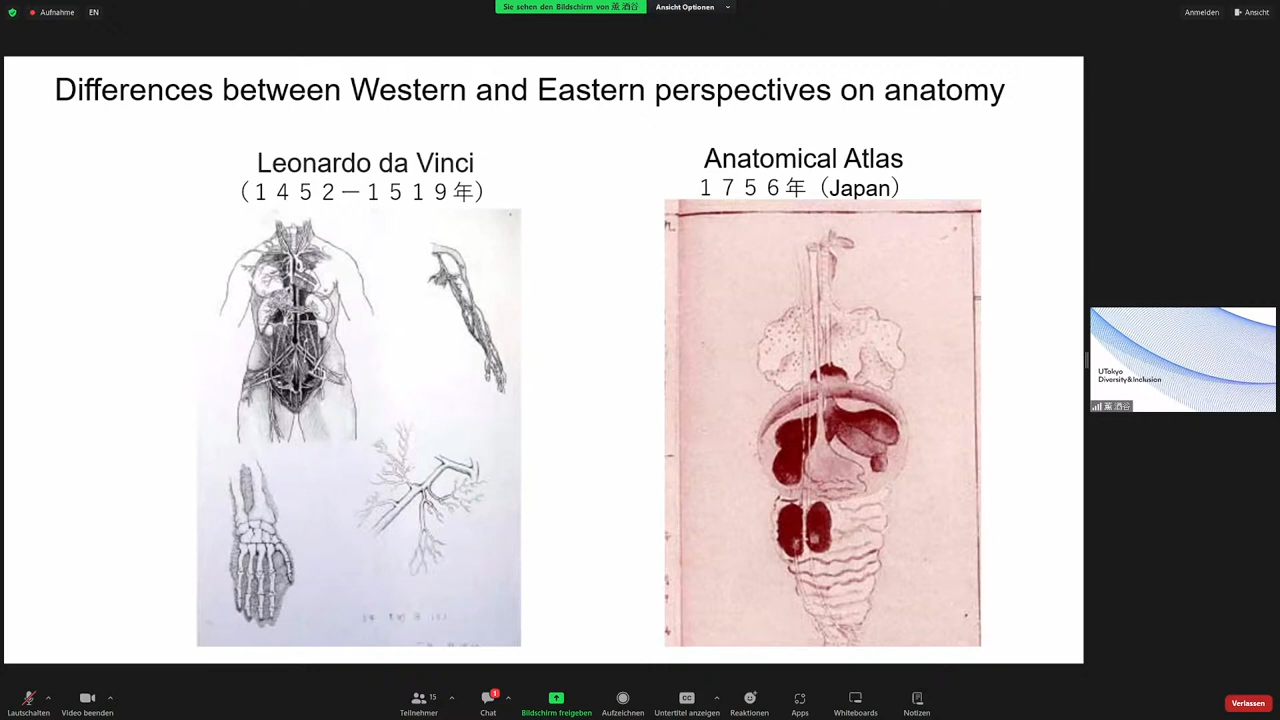 Aufnahme
EN
Sie sehen den Bildschirm von 薫 酒谷
Ansicht Optionen
Anmelden
Ansicht
Differences between Western and Eastern perspectives on anatomy
Leonardo da Vinci
（１４５２－１５１９年）
Anatomical Atlas
１７５６年（Japan）
UTokyo
Diversity&Inclusion
薫 酒谷
Lautschalten
Video beenden
15
Teilnehmer
1
Chat
Bildschirm freigeben
Aufzeichnen
CC
Untertitel anzeigen
Reaktionen
Apps
Whiteboards
Notizen
Verlassen